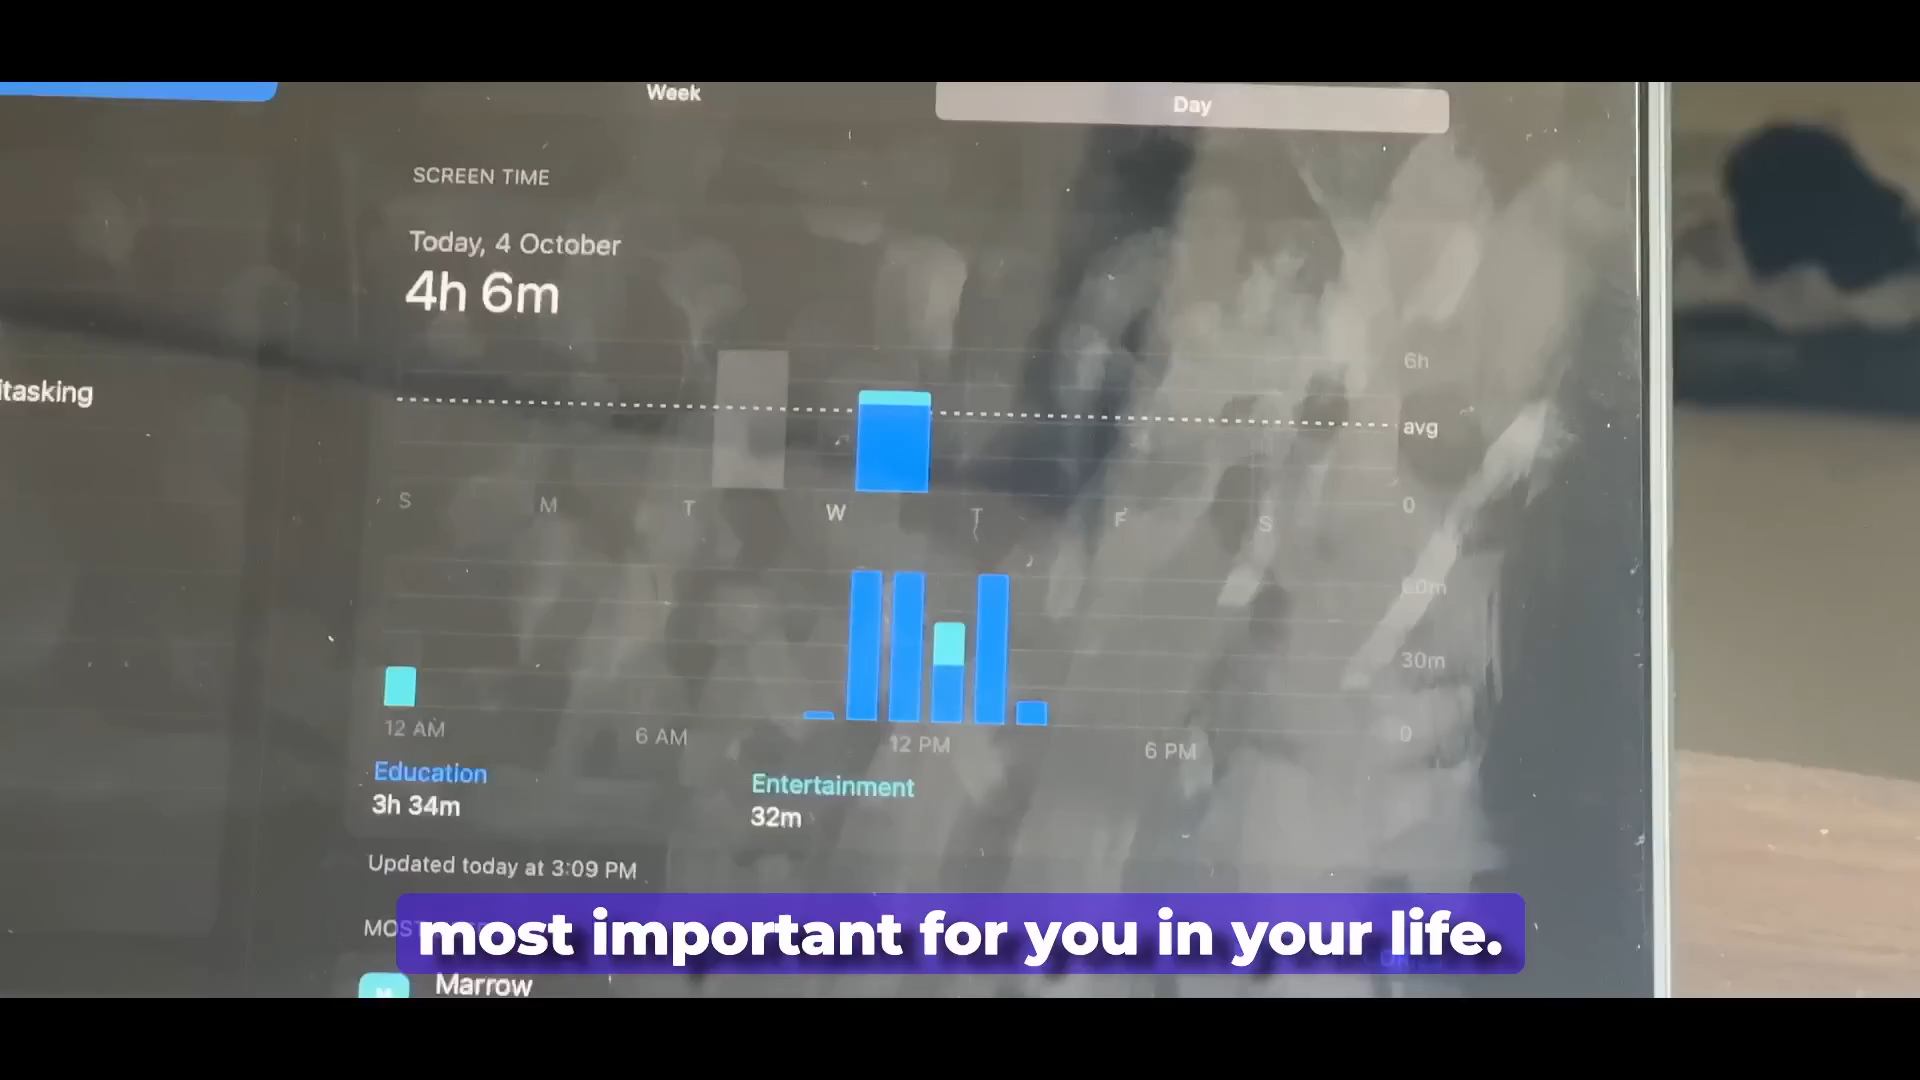 Week
Day
SCREEN TIME
Today, 4 October
4h 6m
itasking
6h
avg
0
S M T W T F S
60m
30m
0
12 AM 6 AM 12 PM 6 PM
Education
3h 34m
Entertainment
32m
Updated today at 3:09 PM
most important for you in your life.
Marrow